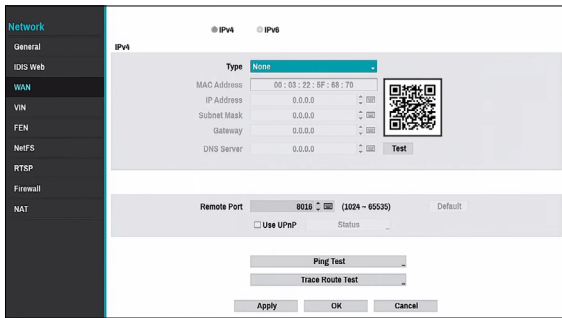 Network
General
IDIS Web
WAN
VIN
FEN
NetFS
RTSP
Firewall
NAT
IPv4 IPv6
IPv4
Type None
MAC Address 00 : 03 : 22 : 5F : 68 : 70
IP Address 0.0.0.0
Subnet Mask 0.0.0.0
Gateway 0.0.0.0
DNS Server 0.0.0.0 Test
Remote Port 8016 (1024 ~ 65535) Default
Use UPnP Status
Ping Test
Trace Route Test
Apply OK Cancel